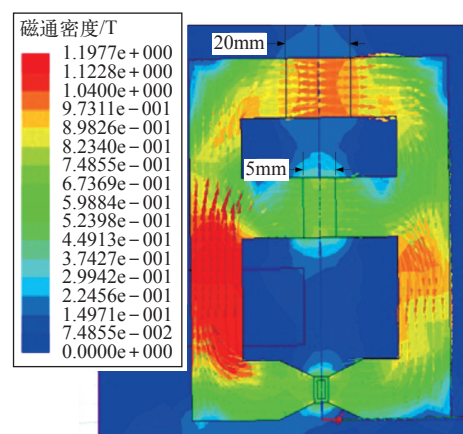 磁通密度/T
1.1977e+000
1.1228e+000
1.0400e+000
9.7311e-001
8.9826e-001
8.2340e-001
7.4855e-001
6.7369e-001
5.9884e-001
5.2398e-001
4.4913e-001
3.7427e-001
2.9942e-001
2.2456e-001
1.4971e-001
7.4855e-002
0.0000e+000
20mm
5mm